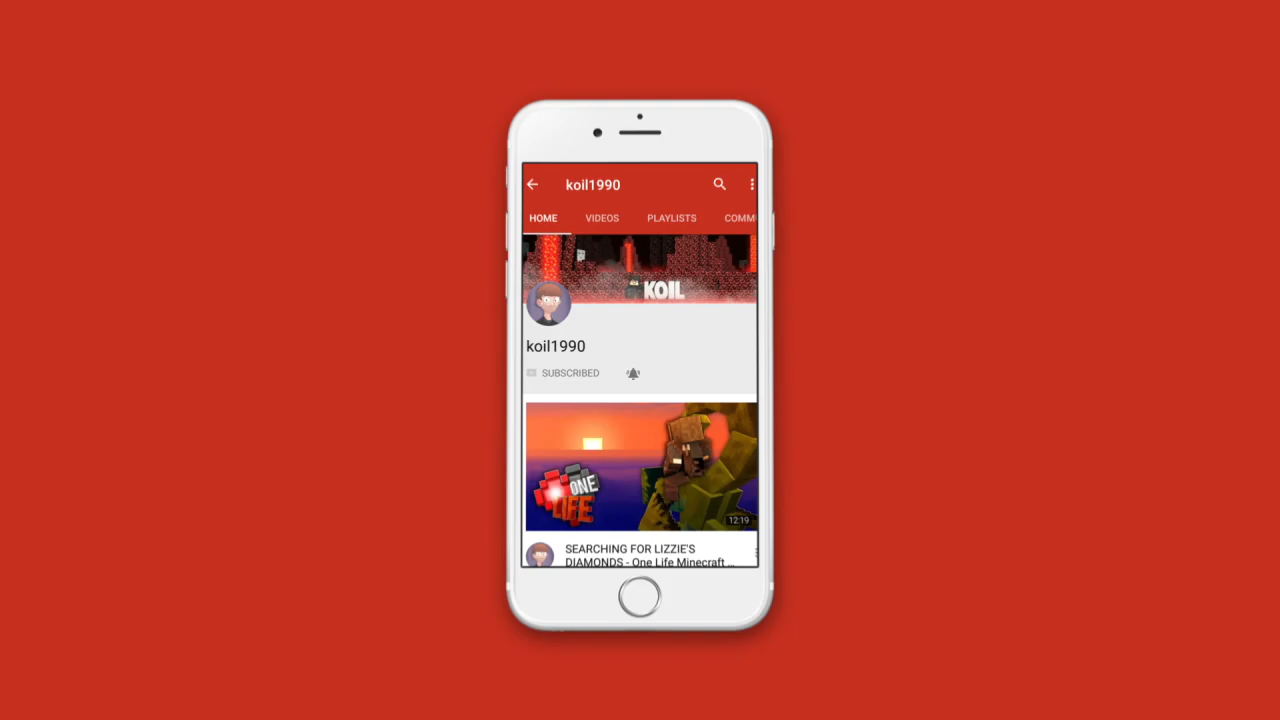 koil1990
HOME VIDEOS PLAYLISTS COMM
KOIL
koil1990
SUBSCRIBED
ONE
LIFE
12:19
SEARCHING FOR LIZZIE'S
DIAMONDS - One Life Minecraft ...